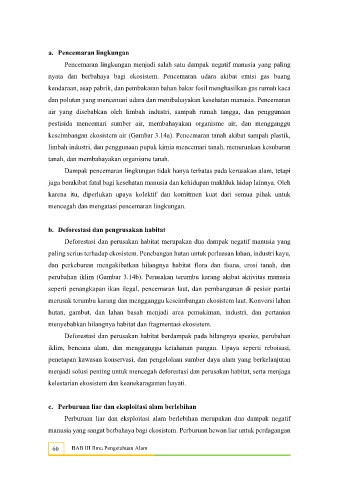 a. Pencemaran lingkungan
Pencemaran lingkungan menjadi salah satu dampak negatif manusia yang paling
nyata dan berbahaya bagi ekosistem. Pencemaran udara akibat emisi gas buang
kendaraan, asap pabrik, dan pembakaran bahan bakar fosil menghasilkan gas rumah kaca
dan polutan yang mencemari udara dan membahayakan kesehatan manusia. Pencemaran
air yang disebabkan oleh limbah industri, sampah rumah tangga, dan penggunaan
pestisida mencemari sumber air, membahayakan organisme air, dan mengganggu
keseimbangan ekosistem air (Gambar 3.14a). Pencemaran tanah akibat sampah plastik,
limbah industri, dan penggunaan pupuk kimia mencemari tanah, menurunkan kesuburan
tanah, dan membahayakan organisme tanah.
Dampak pencemaran lingkungan tidak hanya terbatas pada kerusakan alam, tetapi
juga berakibat fatal bagi kesehatan manusia dan kehidupan makhluk hidup lainnya. Oleh
karena itu, diperlukan upaya kolektif dan komitmen kuat dari semua pihak untuk
mencegah dan mengatasi pencemaran lingkungan.
b. Deforestasi dan pengrusakan habitat
Deforestasi dan perusakan habitat merupakan dua dampak negatif manusia yang
paling serius terhadap ekosistem. Penebangan hutan untuk perluasan lahan, industri kayu,
dan perkebunan mengakibatkan hilangnya habitat flora dan fauna, erosi tanah, dan
perubahan iklim (Gambar 3.14b). Perusakan terumbu karang akibat aktivitas manusia
seperti penangkapan ikan ilegal, pencemaran laut, dan pembangunan di pesisir pantai
merusak terumbu karang dan mengganggu keseimbangan ekosistem laut. Konversi lahan
hutan, gambut, dan lahan basah menjadi area pemukiman, industri, dan pertanian
menyebabkan hilangnya habitat dan fragmentasi ekosistem.
Deforestasi dan perusakan habitat berdampak pada hilangnya spesies, perubahan
iklim, bencana alam, dan mengganggu ketahanan pangan. Upaya seperti reboisasi,
penetapan kawasan konservasi, dan pengelolaan sumber daya alam yang berkelanjutan
menjadi solusi penting untuk mencegah deforestasi dan perusakan habitat, serta menjaga
kelestarian ekosistem dan keanekaragaman hayati.
c. Perburuan liar dan eksploitasi alam berlebihan
Perburuan liar dan eksploitasi alam berlebihan merupakan dua dampak negatif
manusia yang sangat berbahaya bagi ekosistem. Perburuan hewan liar untuk perdagangan
60 BAB III Ilmu Pengetahuan Alam